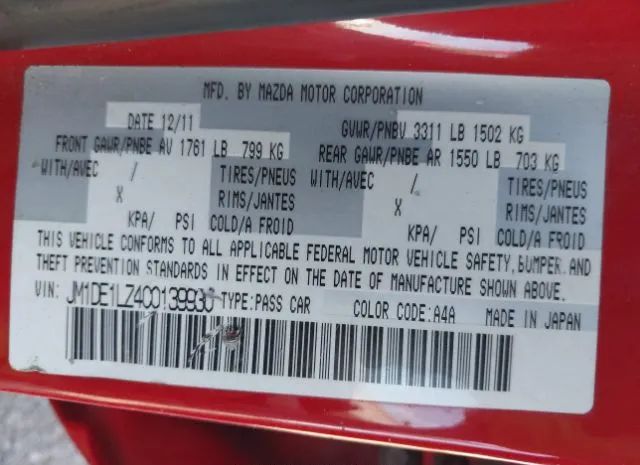 MFD. BY MAZDA MOTOR CORPORATION
DATE 12/11 GVWR/PNBV 3311 LB 1502 KG
FRONT GAWR/PNBE AV 1761 LB 799 KG REAR GAWR/PNBE AR 1550 LB 703 KG
WITH/AVEC / TIRES/PNEUS WITH/AVEC / TIRES/PNEUS
X RIMS/JANTES X RIMS/JANTES
KPA/ PSI COLD/A FROID KPA/ PSI COLD/A FROID
THIS VEHICLE CONFORMS TO ALL APPLICABLE FEDERAL MOTOR VEHICLE SAFETY, BUMPER, AND
THEFT PREVENTION STANDARDS IN EFFECT ON THE DATE OF MANUFACTURE SHOWN ABOVE.
VIN: JM1DE1LZ4C0139930 TYPE:PASS CAR COLOR CODE:A4A MADE IN JAPAN